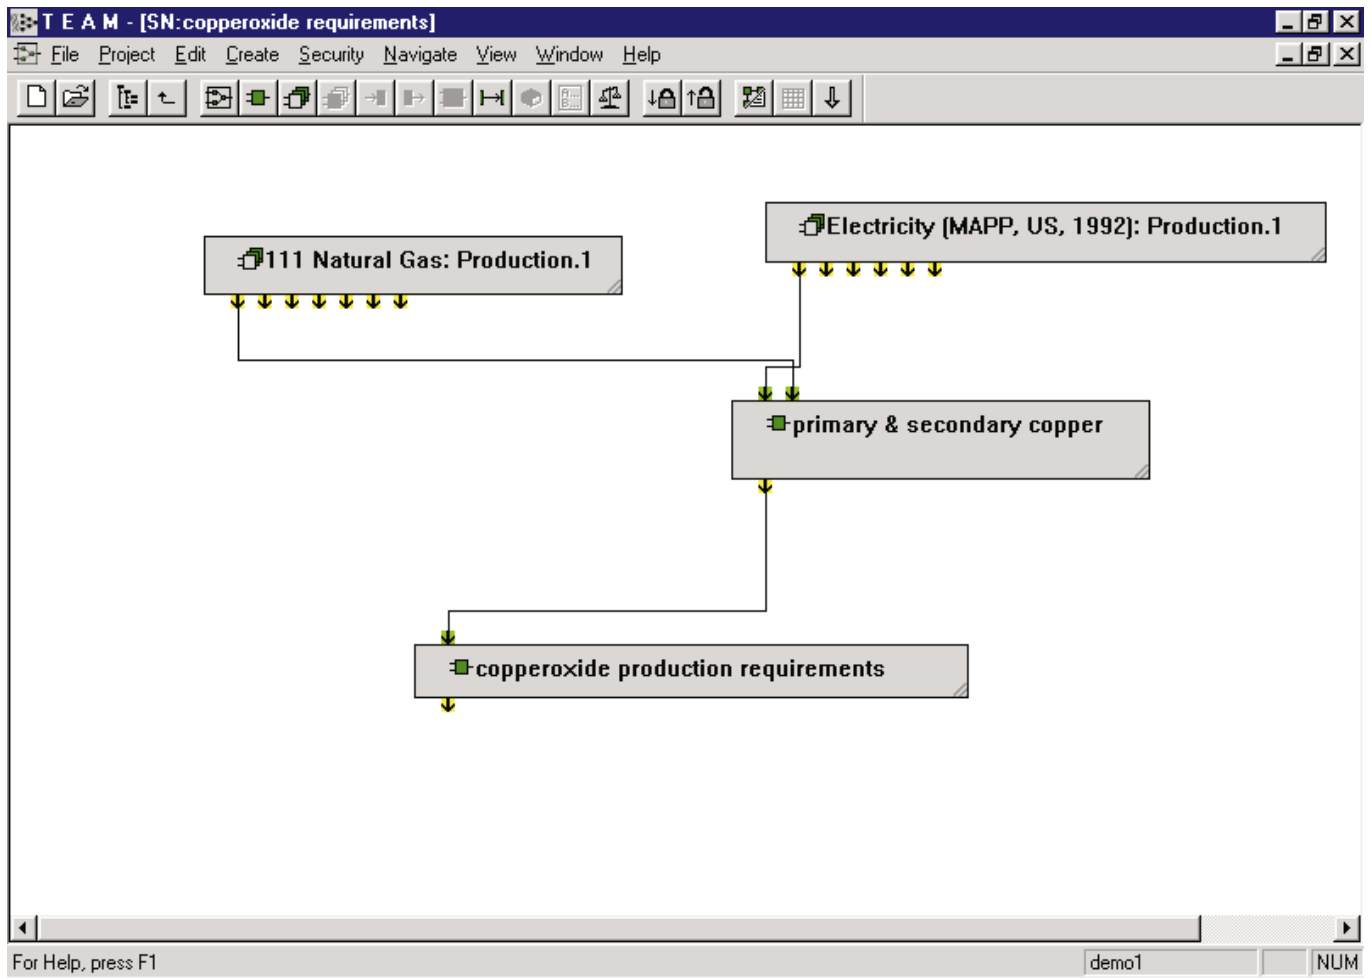 T E A M - [SN:copperoxide requirements]
File Project Edit Create Security Navigate View Window Help
Electricity (MAPP, US, 1992): Production.1
111 Natural Gas: Production.1
primary & secondary copper
copperoxide production requirements
For Help, press F1 demo1 NUM